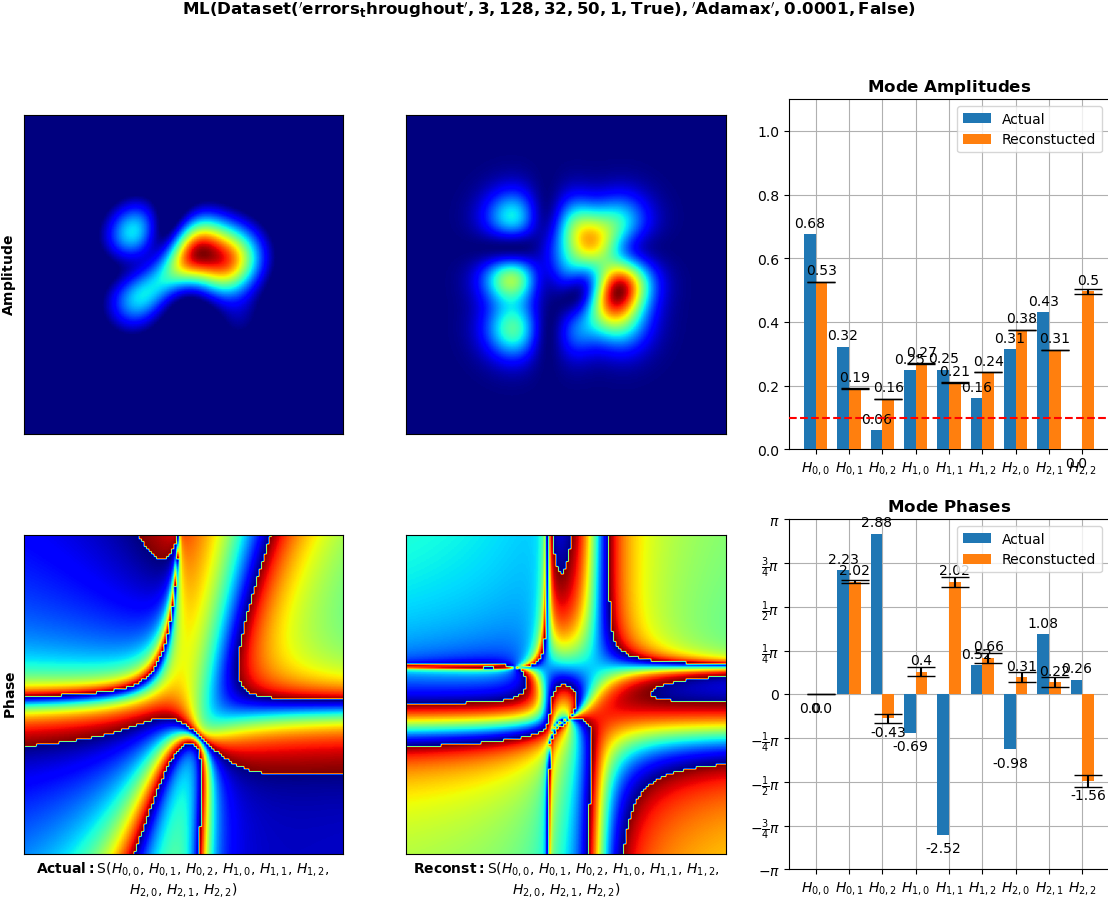 ML(Dataset('errors_throughout', 3, 128, 32, 50, 1, True), 'Adamax', 0.0001, False)
Amplitude
Mode Amplitudes
Actual
Reconstucted
1.0
0.8
0.6
0.4
0.2
0.0
0.68
0.53
0.32
0.19
0.06
0.16
0.25
0.27
0.25
0.21
0.16
0.24
0.31
0.38
0.43
0.31
0.0
0.5
H0,0 H0,1 H0,2 H1,0 H1,1 H1,2 H2,0 H2,1 H2,2
Phase
Mode Phases
Actual
Reconstucted
π
3/4π
1/2π
1/4π
0
−1/4π
−1/2π
−3/4π
−π
0.0
0.0
2.23
2.02
2.88
-0.43
-0.69
0.4
-2.52
2.02
0.52
0.66
-0.98
0.31
1.08
0.22
0.26
-1.56
H0,0 H0,1 H0,2 H1,0 H1,1 H1,2 H2,0 H2,1 H2,2
Actual: S(H0,0, H0,1, H0,2, H1,0, H1,1, H1,2,
H2,0, H2,1, H2,2)
Reconst: S(H0,0, H0,1, H0,2, H1,0, H1,1, H1,2,
H2,0, H2,1, H2,2)